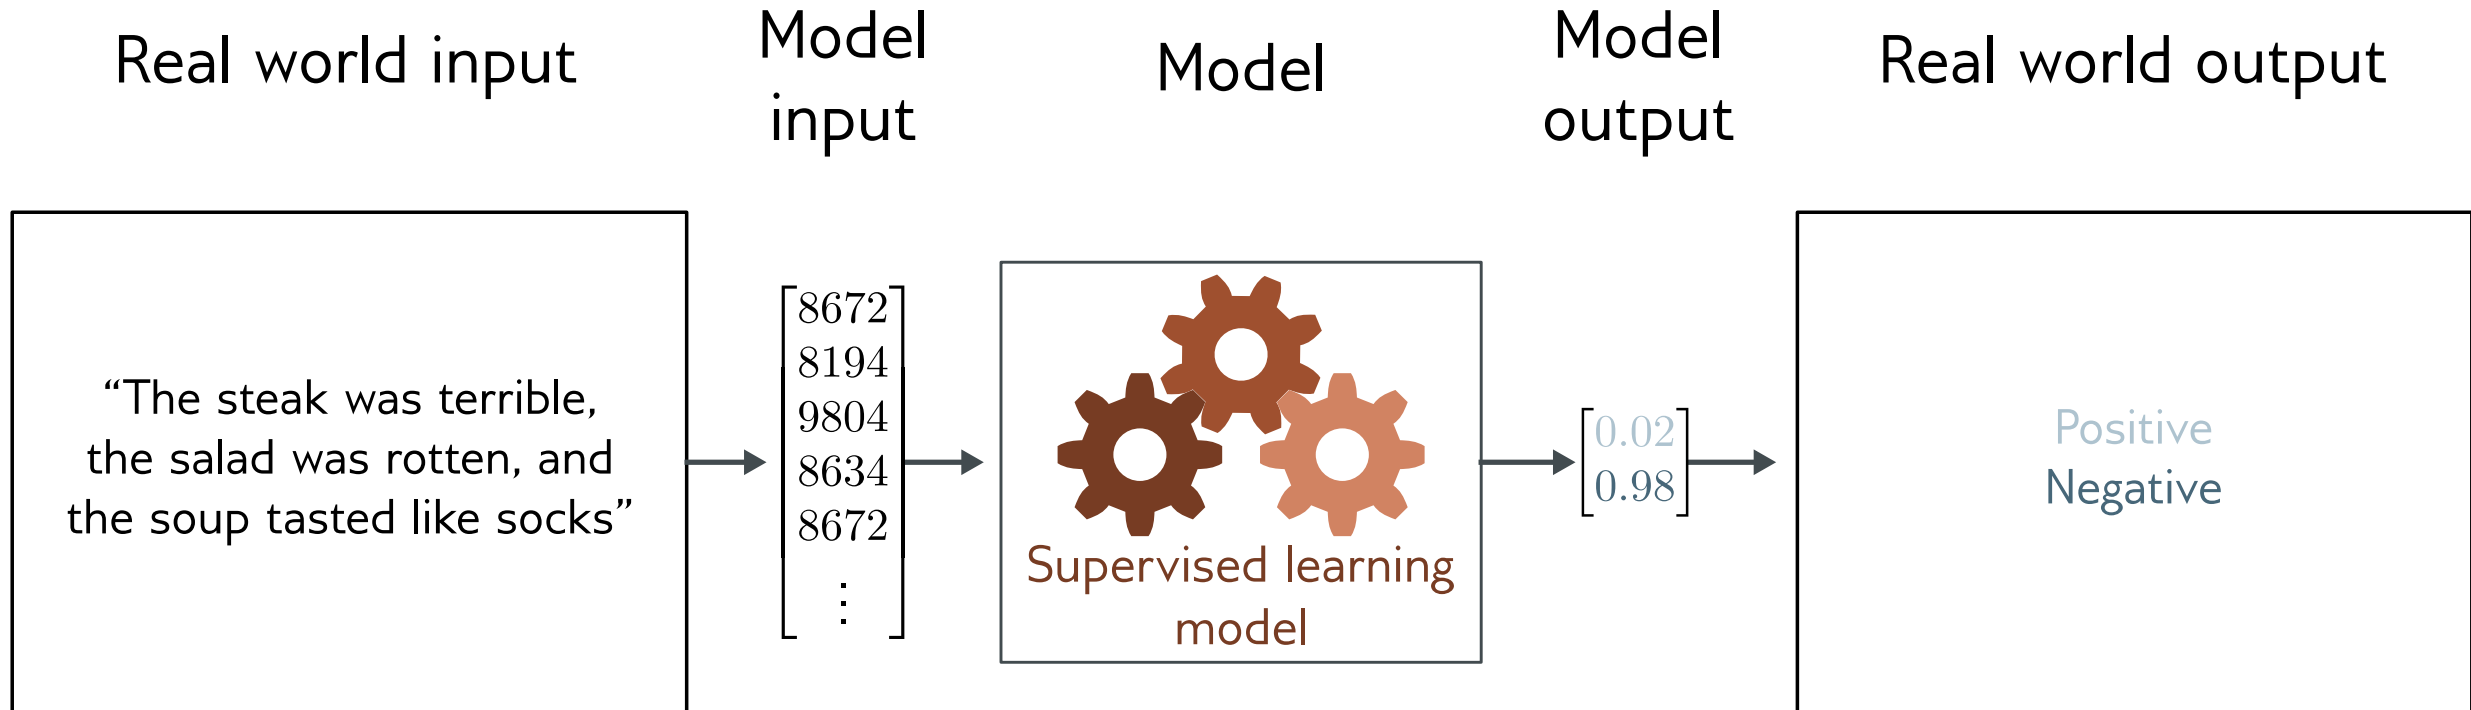 Real world input
Model
input
Model
Model
output
Real world output
“The steak was terrible,
the salad was rotten, and
the soup tasted like socks”
8672
8194
9804
8634
8672
⋮
Supervised learning
model
0.02
0.98
Positive
Negative